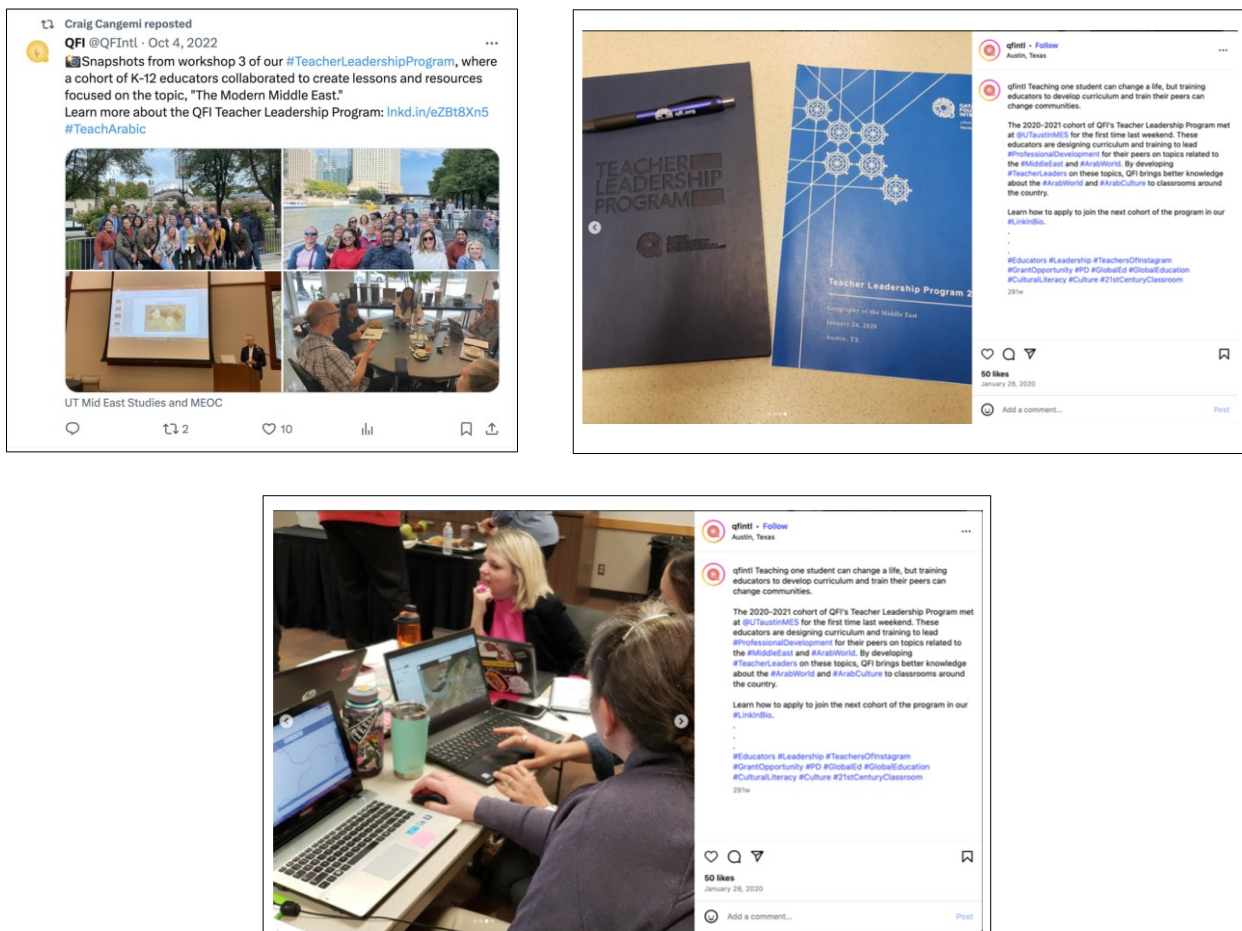 Craig Cangemi reposted
QFI @QFIntl · Oct 4, 2022
📸Snapshots from workshop 3 of our #TeacherLeadershipProgram, where
a cohort of K-12 educators collaborated to create lessons and resources
focused on the topic, "The Modern Middle East."
Learn more about the QFI Teacher Leadership Program: lnkd.in/eZBt8Xn5
#TeachArabic
UT Mid East Studies and MEOC
2
10
qfi.org
TEACHER
LEADERSHIP
PROGRAM
Teacher Leadership Program 2
Geography of the Middle East
January 24, 2020
Austin, TX
qfintl • Follow
Austin, Texas
qfintl Teaching one student can change a life, but training
educators to develop curriculum and train their peers can
change communities.
The 2020-2021 cohort of QFI's Teacher Leadership Program met
at @UTaustinMES for the first time last weekend. These
educators are designing curriculum and training to lead
#ProfessionalDevelopment for their peers on topics related to
the #MiddleEast and #ArabWorld. By developing
#TeacherLeaders on these topics, QFI brings better knowledge
about the #ArabWorld and #ArabCulture to classrooms around
the country.
Learn how to apply to join the next cohort of the program in our
#LinkInBio.
.
.
.
#Educators #Leadership #TeachersOfInstagram
#GrantOpportunity #PD #GlobalEd #GlobalEducation
#CulturalLiteracy #Culture #21stCenturyClassroom
291w
50 likes
January 28, 2020
Add a comment...
Post
qfintl • Follow
Austin, Texas
qfintl Teaching one student can change a life, but training
educators to develop curriculum and train their peers can
change communities.
The 2020-2021 cohort of QFI's Teacher Leadership Program met
at @UTaustinMES for the first time last weekend. These
educators are designing curriculum and training to lead
#ProfessionalDevelopment for their peers on topics related to
the #MiddleEast and #ArabWorld. By developing
#TeacherLeaders on these topics, QFI brings better knowledge
about the #ArabWorld and #ArabCulture to classrooms around
the country.
Learn how to apply to join the next cohort of the program in our
#LinkInBio.
.
.
.
#Educators #Leadership #TeachersOfInstagram
#GrantOpportunity #PD #GlobalEd #GlobalEducation
#CulturalLiteracy #Culture #21stCenturyClassroom
291w
50 likes
January 28, 2020
Add a comment...
Post